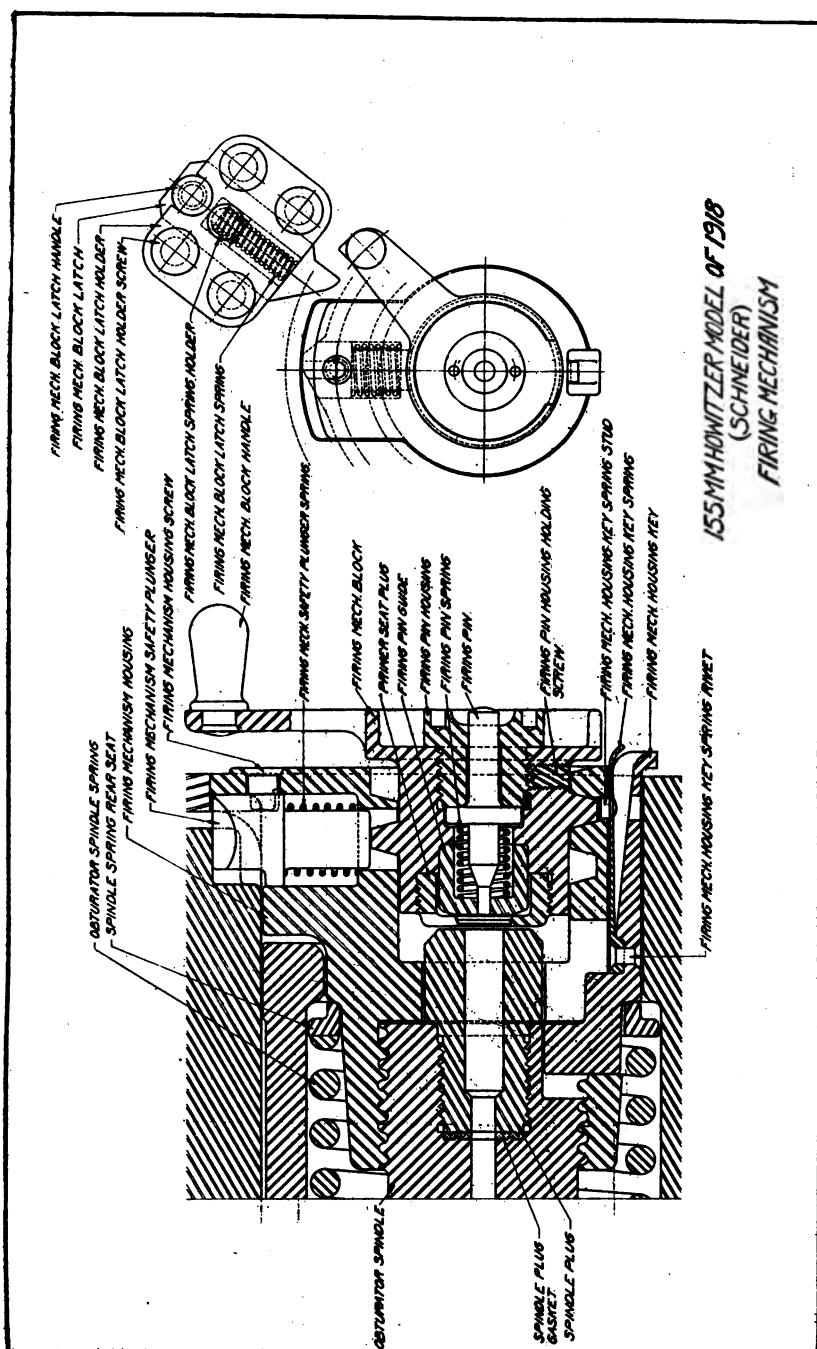 FIRING MECH. BLOCK LATCH HANDLE
FIRING MECH BLOCK LATCH
FIRING MECH. BLOCK LATCH HOLDER
FIRING MECH. BLOCK LATCH HOLDER SCREW
FIRING MECH. BLOCK LATCH SPRING HOLDER
FIRING MECH. BLOCK LATCH SPRING
FIRING MECH. BLOCK HANDLE
OBTURATOR SPINDLE SPRING
SPINDLE SPRING REAR SEAT
FIRING MECHANISM HOUSING
FIRING MECHANISM SAFETY PLUNGER
FIRING MECHANISM HOUSING SCREW
FIRING MECH. SAFETY PLUNGER SPRING.
FIRING MECH. BLOCK
PRIMER SEAT PLUG
FIRING PIN GUIDE
FIRING PIN HOUSING
FIRING PIN SPRING
FIRING PIN.
FIRING PIN HOUSING HOLDING
SCREW.
FIRING MECH. HOUSING KEY SPRING STUD
FIRING MECH. HOUSING KEY SPRING
FIRING MECH. HOUSING KEY
FIRING MECH. HOUSING KEY SPRING RIVET
OBTURATOR SPINDLE
SPINDLE PLUG
GASKET.
SPINDLE PLUG
155MM HOWITZER MODEL OF 1918
(SCHNEIDER)
FIRING MECHANISM